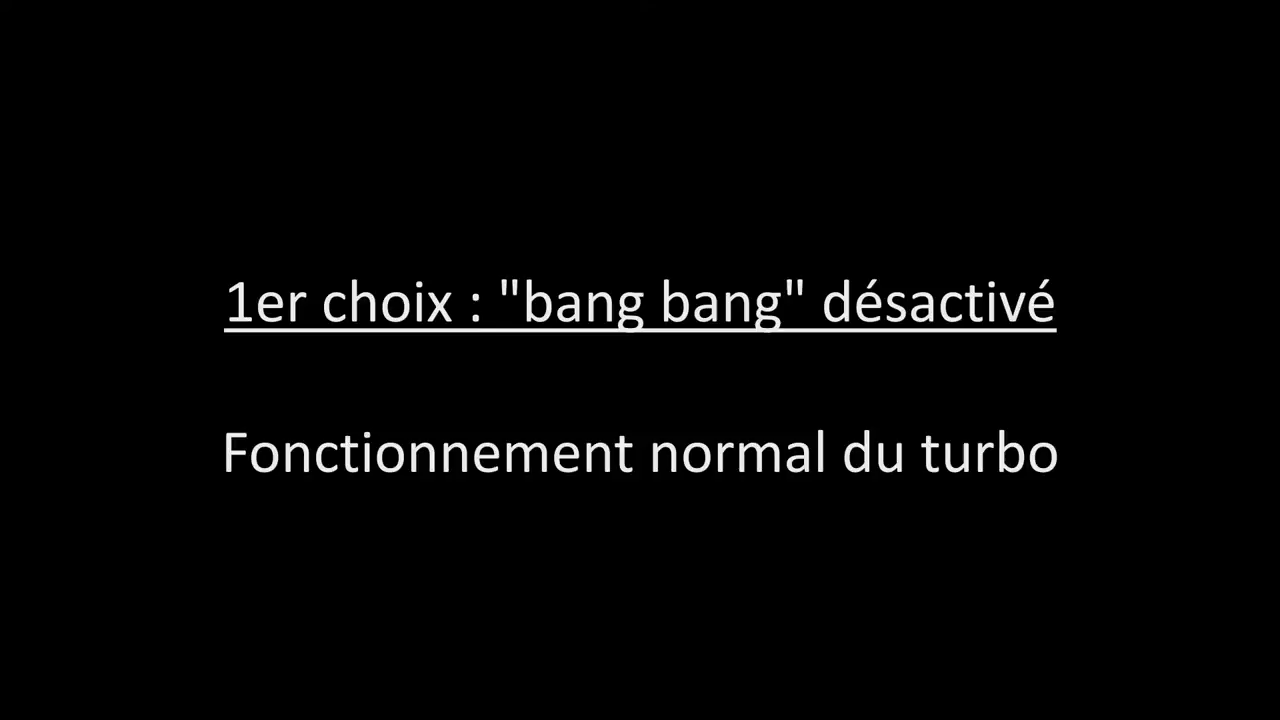 1er choix : "bang bang" désactivé
Fonctionnement normal du turbo